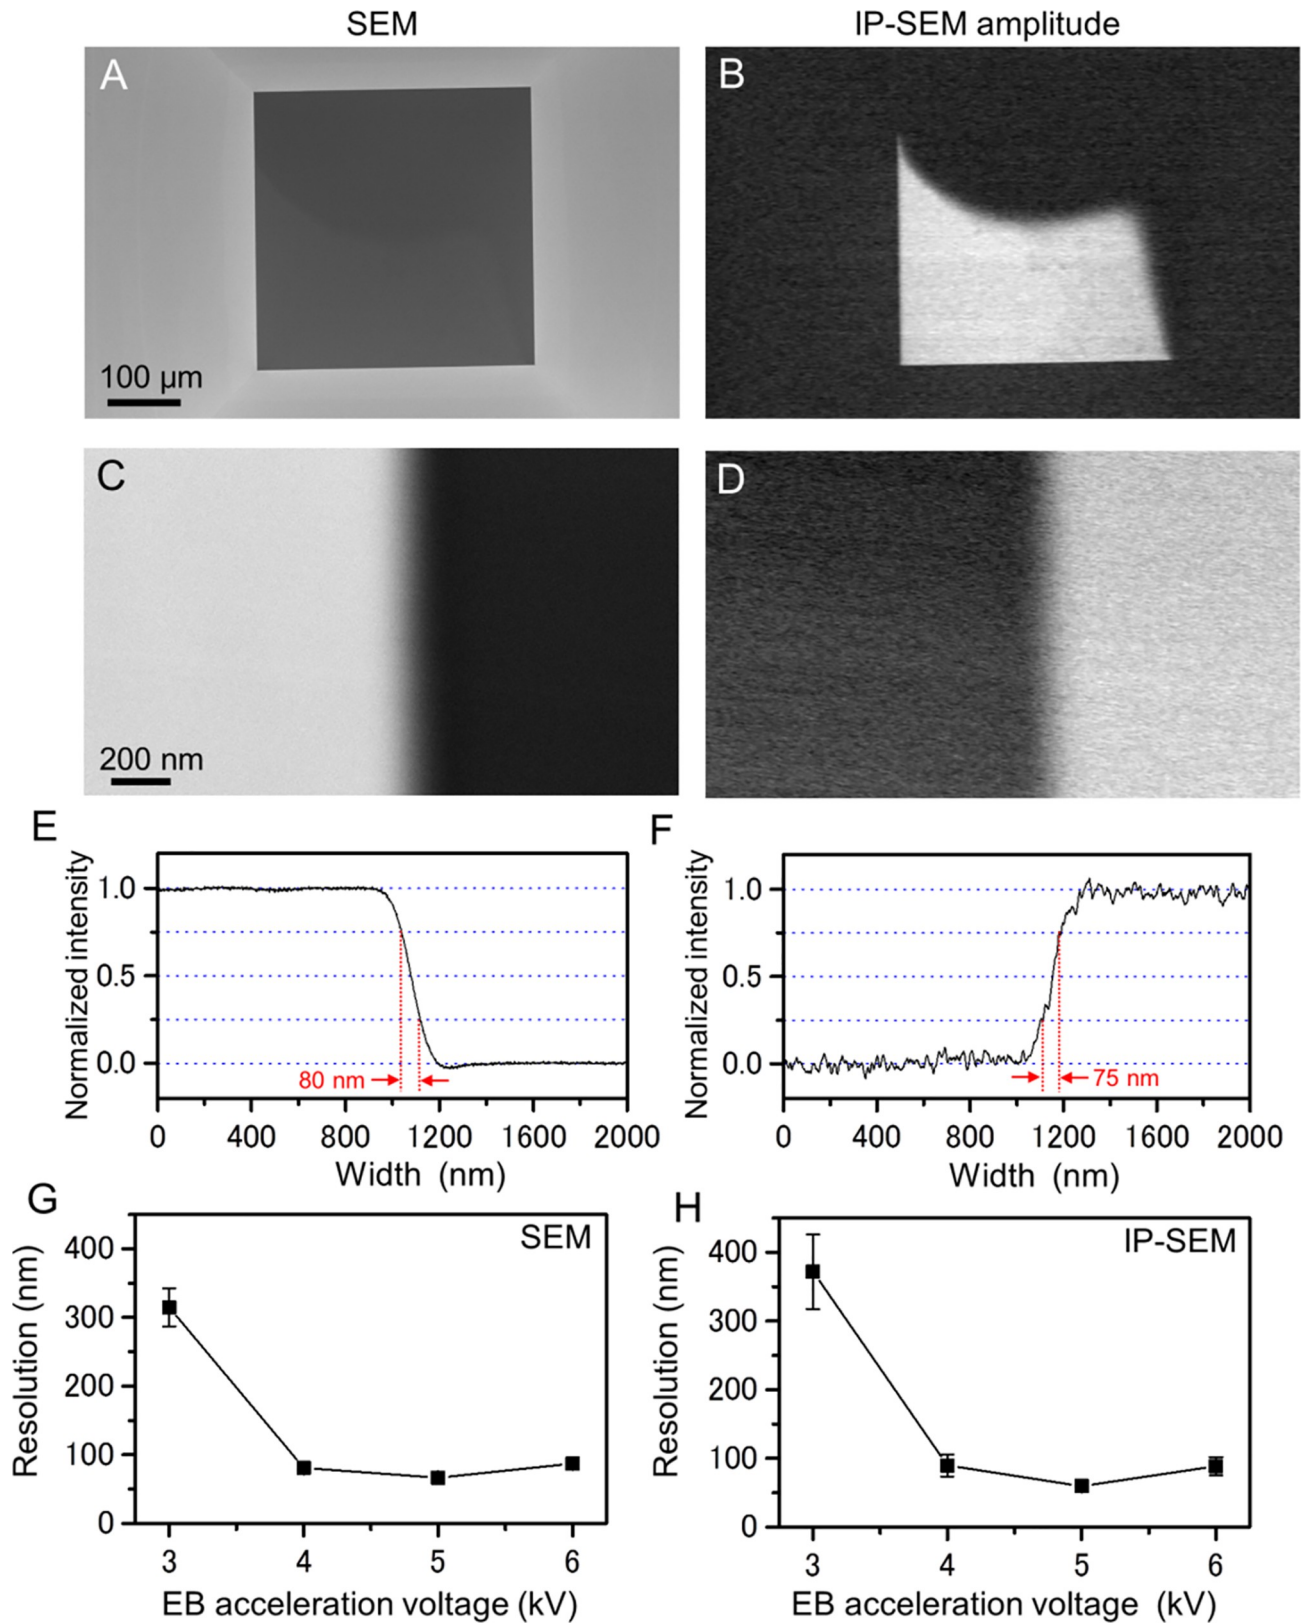 SEM
IP-SEM amplitude
A
B
100 µm
C
D
200 nm
E
F
Normalized intensity
1.0
0.5
0.0
80 nm
0 400 800 1200 1600 2000
Width (nm)
Normalized intensity
1.0
0.5
0.0
75 nm
0 400 800 1200 1600 2000
Width (nm)
G
SEM
Resolution (nm)
400
300
200
100
0
3 4 5 6
EB acceleration voltage (kV)
H
IP-SEM
Resolution (nm)
400
300
200
100
0
3 4 5 6
EB acceleration voltage (kV)